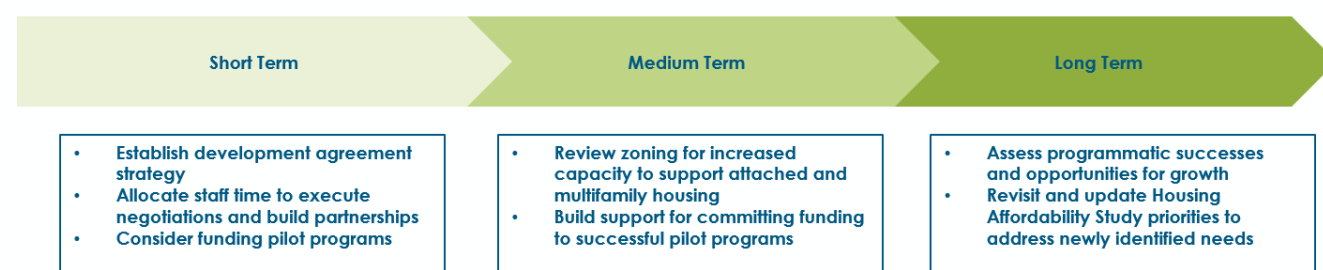 Short Term
Medium Term
Long Term
• Establish development agreement
strategy
• Allocate staff time to execute
negotiations and build partnerships
• Consider funding pilot programs
• Review zoning for increased
capacity to support attached and
multifamily housing
• Build support for committing funding
to successful pilot programs
• Assess programmatic successes
and opportunities for growth
• Revisit and update Housing
Affordability Study priorities to
address newly identified needs